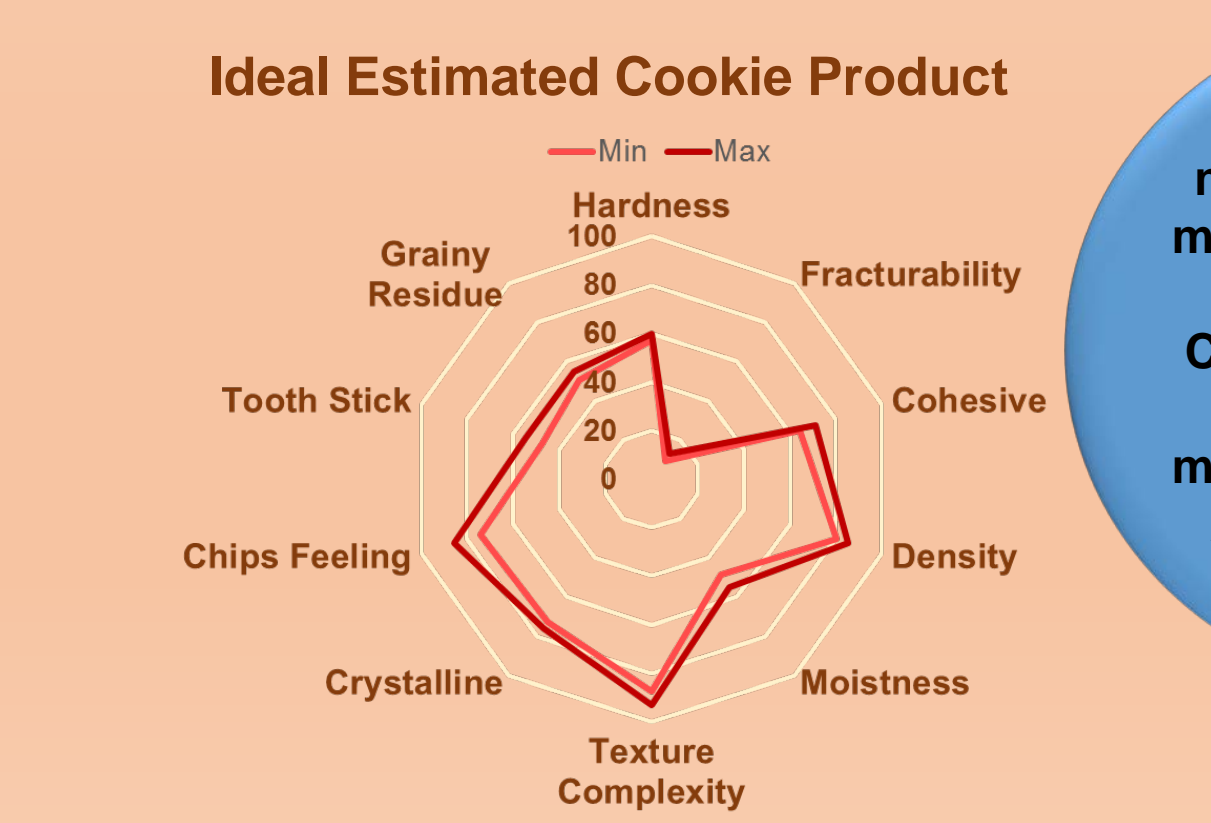 Ideal Estimated Cookie Product
Min Max
Hardness
Fracturability
Cohesive
Density
Moistness
Texture
Complexity
Crystalline
Chips Feeling
Tooth Stick
Grainy
Residue
100
80
60
40
20
0